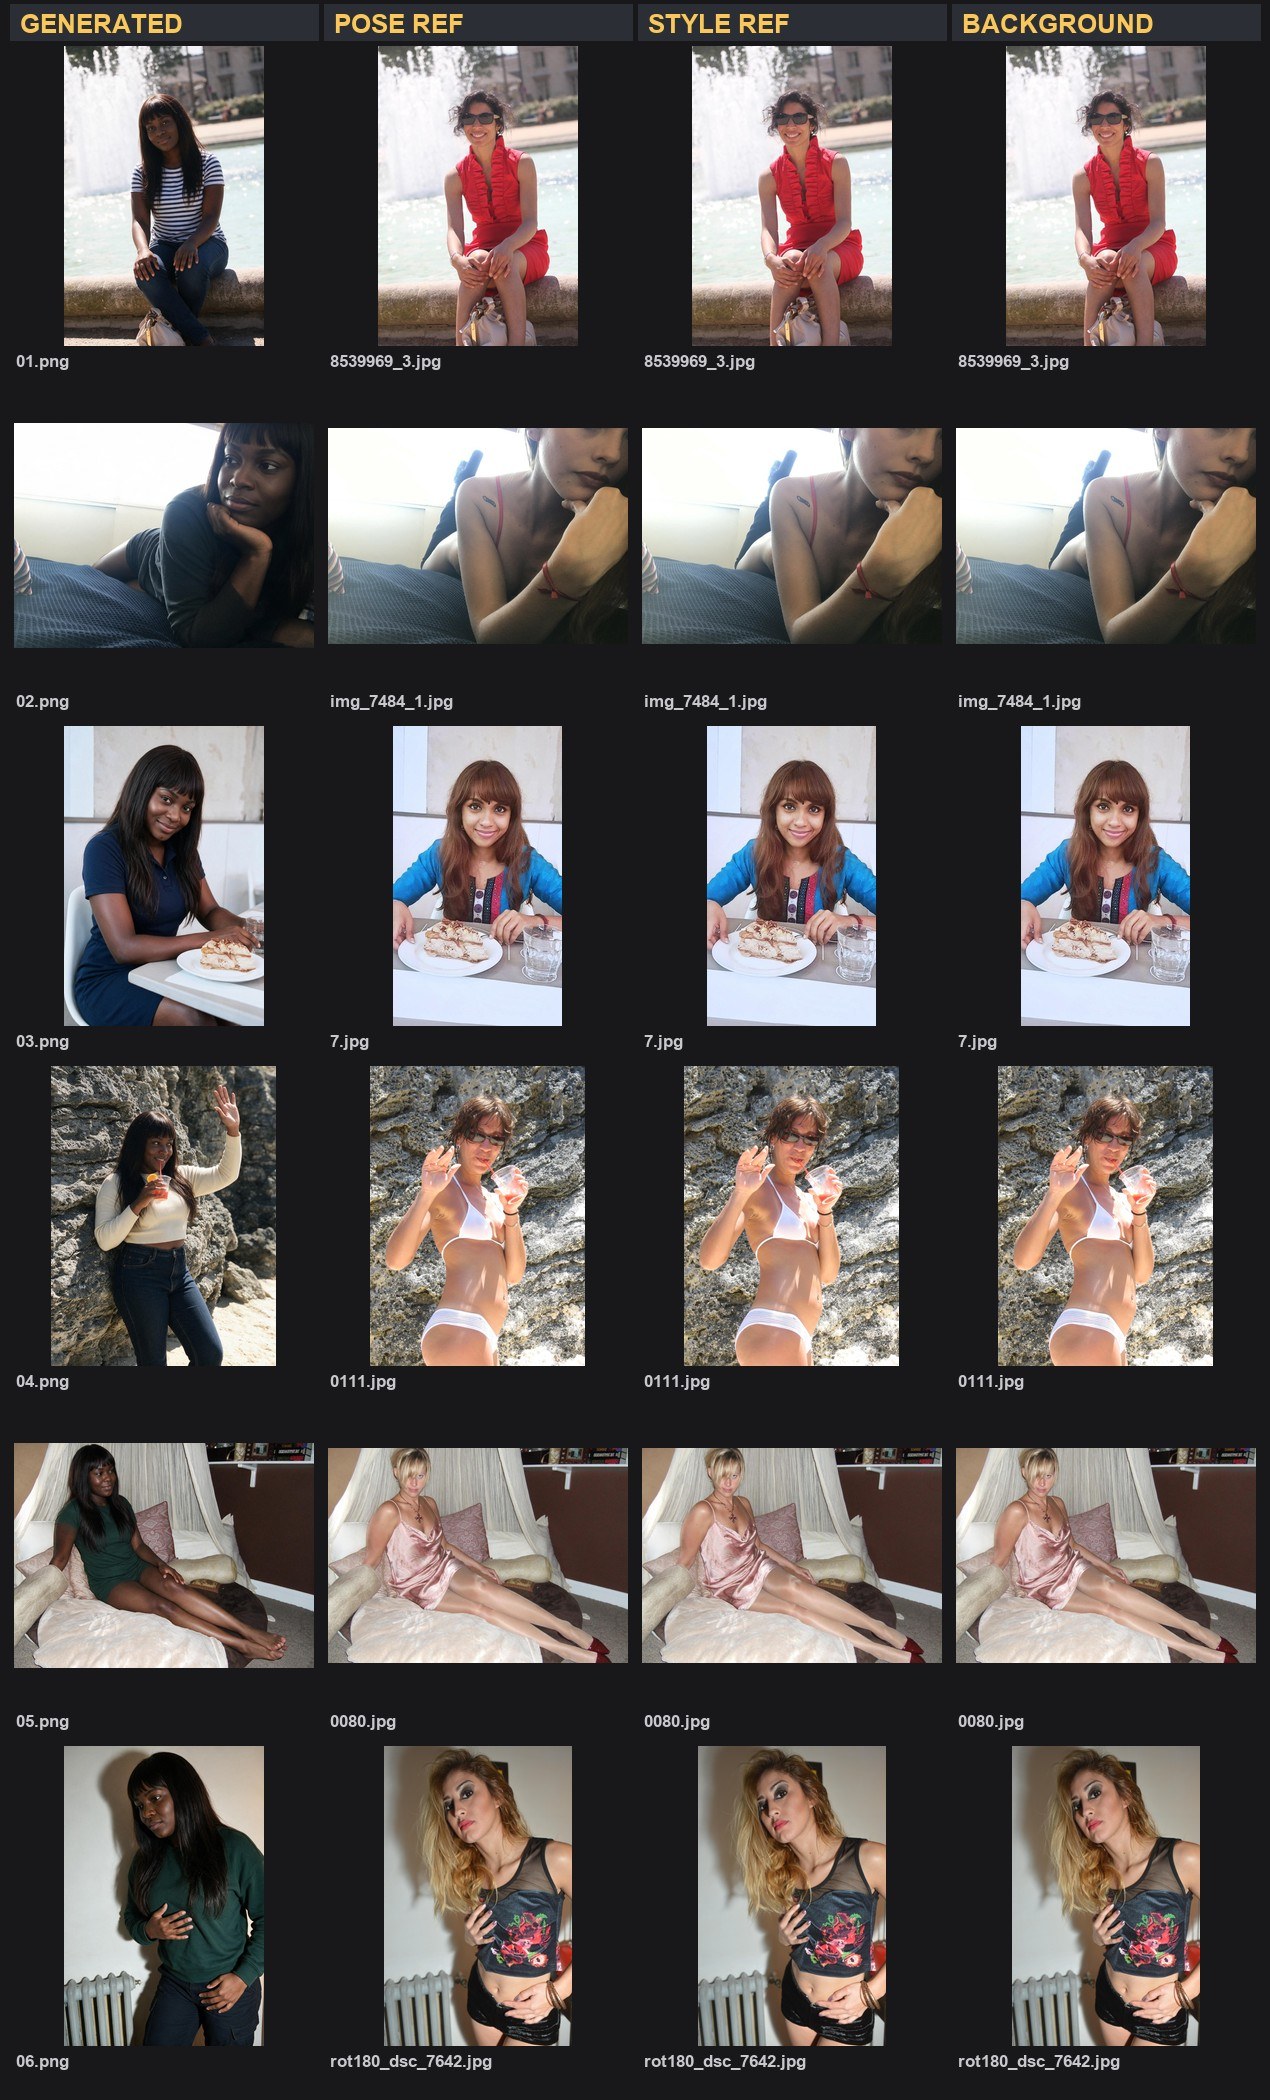 GENERATED POSE REF STYLE REF BACKGROUND
01.png 8539969_3.jpg 8539969_3.jpg 8539969_3.jpg
02.png img_7484_1.jpg img_7484_1.jpg img_7484_1.jpg
03.png 7.jpg 7.jpg 7.jpg
04.png 0111.jpg 0111.jpg 0111.jpg
05.png 0080.jpg 0080.jpg 0080.jpg
06.png rot180_dsc_7642.jpg rot180_dsc_7642.jpg rot180_dsc_7642.jpg